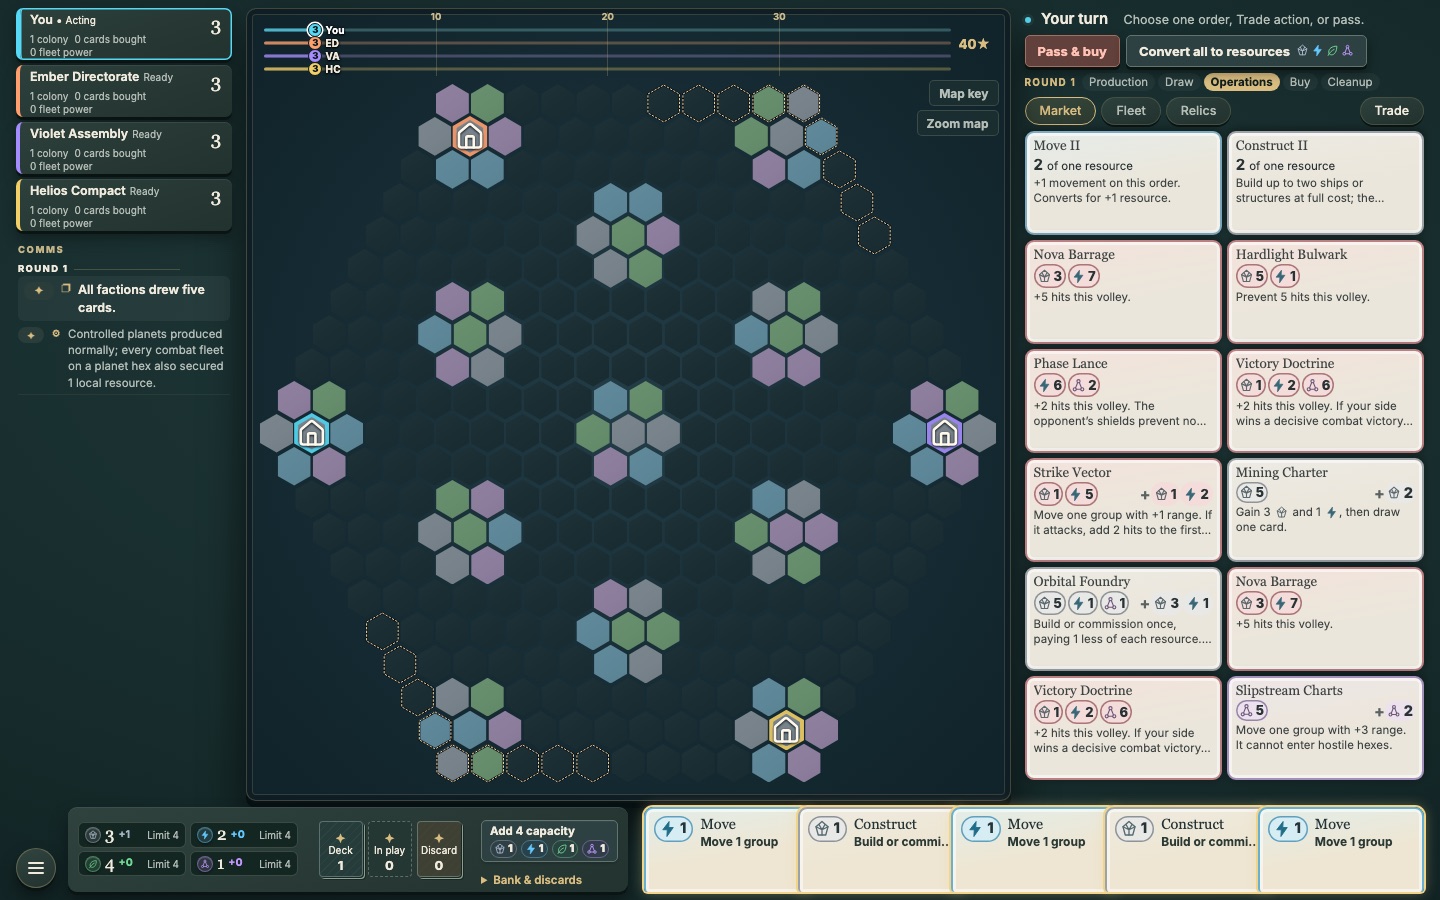 You • Acting
3
1 colony 0 cards bought
0 fleet power
Ember Directorate Ready
3
1 colony 0 cards bought
0 fleet power
Violet Assembly Ready
3
1 colony 0 cards bought
0 fleet power
Helios Compact Ready
3
1 colony 0 cards bought
0 fleet power
COMMS
ROUND 1
All factions drew five
cards.
Controlled planets produced
normally; every combat fleet
on a planet hex also secured
1 local resource.
10 20 30
3 You
3 ED
3 VA
3 HC
40★
Map key
Zoom map
Your turn Choose one order, Trade action, or pass.
Pass & buy
Convert all to resources
ROUND 1 Production Draw Operations Buy Cleanup
Market Fleet Relics Trade
Move II
2 of one resource
+1 movement on this order.
Converts for +1 resource.
Construct II
2 of one resource
Build up to two ships or
structures at full cost; the...
Nova Barrage
3 7
+5 hits this volley.
Hardlight Bulwark
5 1
Prevent 5 hits this volley.
Phase Lance
6 2
+2 hits this volley. The
opponent's shields prevent no...
Victory Doctrine
1 2 6
+2 hits this volley. If your side
wins a decisive combat victory...
Strike Vector
1 5 + 1 2
Move one group with +1 range. If
it attacks, add 2 hits to the first...
Mining Charter
5 + 2
Gain 3 and 1 , then draw
one card.
Orbital Foundry
5 1 1 + 3 1
Build or commission once,
paying 1 less of each resource....
Nova Barrage
3 7
+5 hits this volley.
Victory Doctrine
1 2 6
+2 hits this volley. If your side
wins a decisive combat victory...
Slipstream Charts
5 + 2
Move one group with +3 range.
It cannot enter hostile hexes.
3 +1 Limit 4
2 +0 Limit 4
4 +0 Limit 4
1 +0 Limit 4
Deck
1
In play
0
Discard
0
Add 4 capacity
1 1 1 1
Bank & discards
1 Move
Move 1 group
1 Construct
Build or commi..
1 Move
Move 1 group
1 Construct
Build or commi..
1 Move
Move 1 group